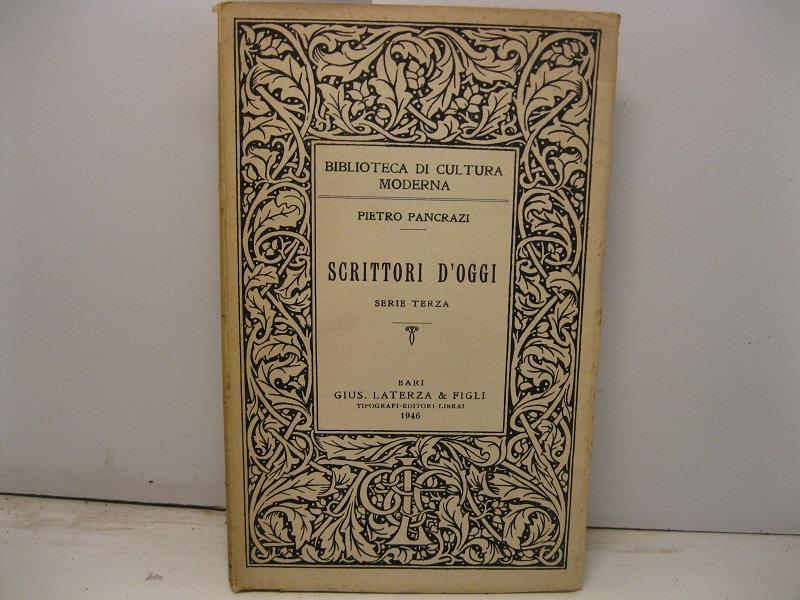 BIBLIOTECA DI CULTURA
MODERNA
PIETRO PANCRAZI
SCRITTORI D'OGGI
SERIE TERZA
BARI
GIUS. LATERZA & FIGLI
TIPOGRAFI-EDITORI-LIBRAI
1946